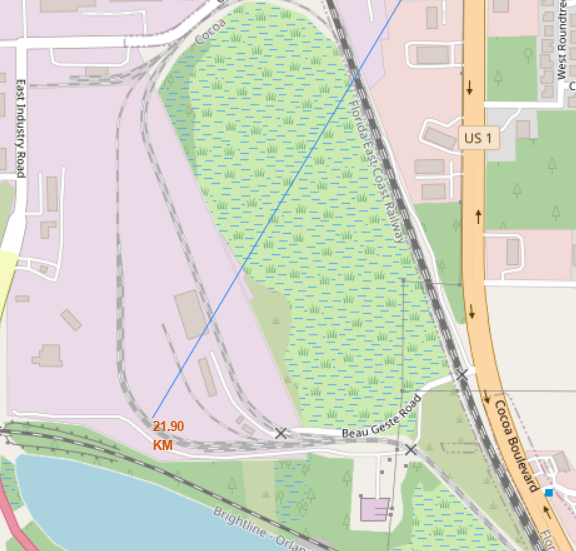 Cocoa
East Industry Road
West Roundtree
C
US 1
Florida East Coast Railway
21.90
KM
Beau Geste Road
Cocoa Boulevard
Brightline - Orlan
Flori